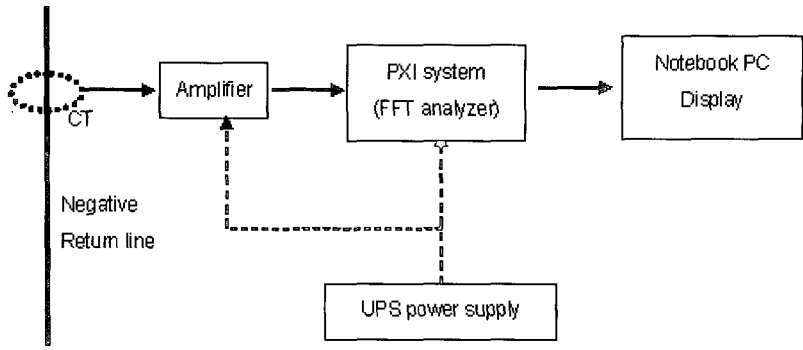 CT
Amplifier
PXI system
(FFT analyzer)
Notebook PC
Display
Negative
Return line
UPS power supply